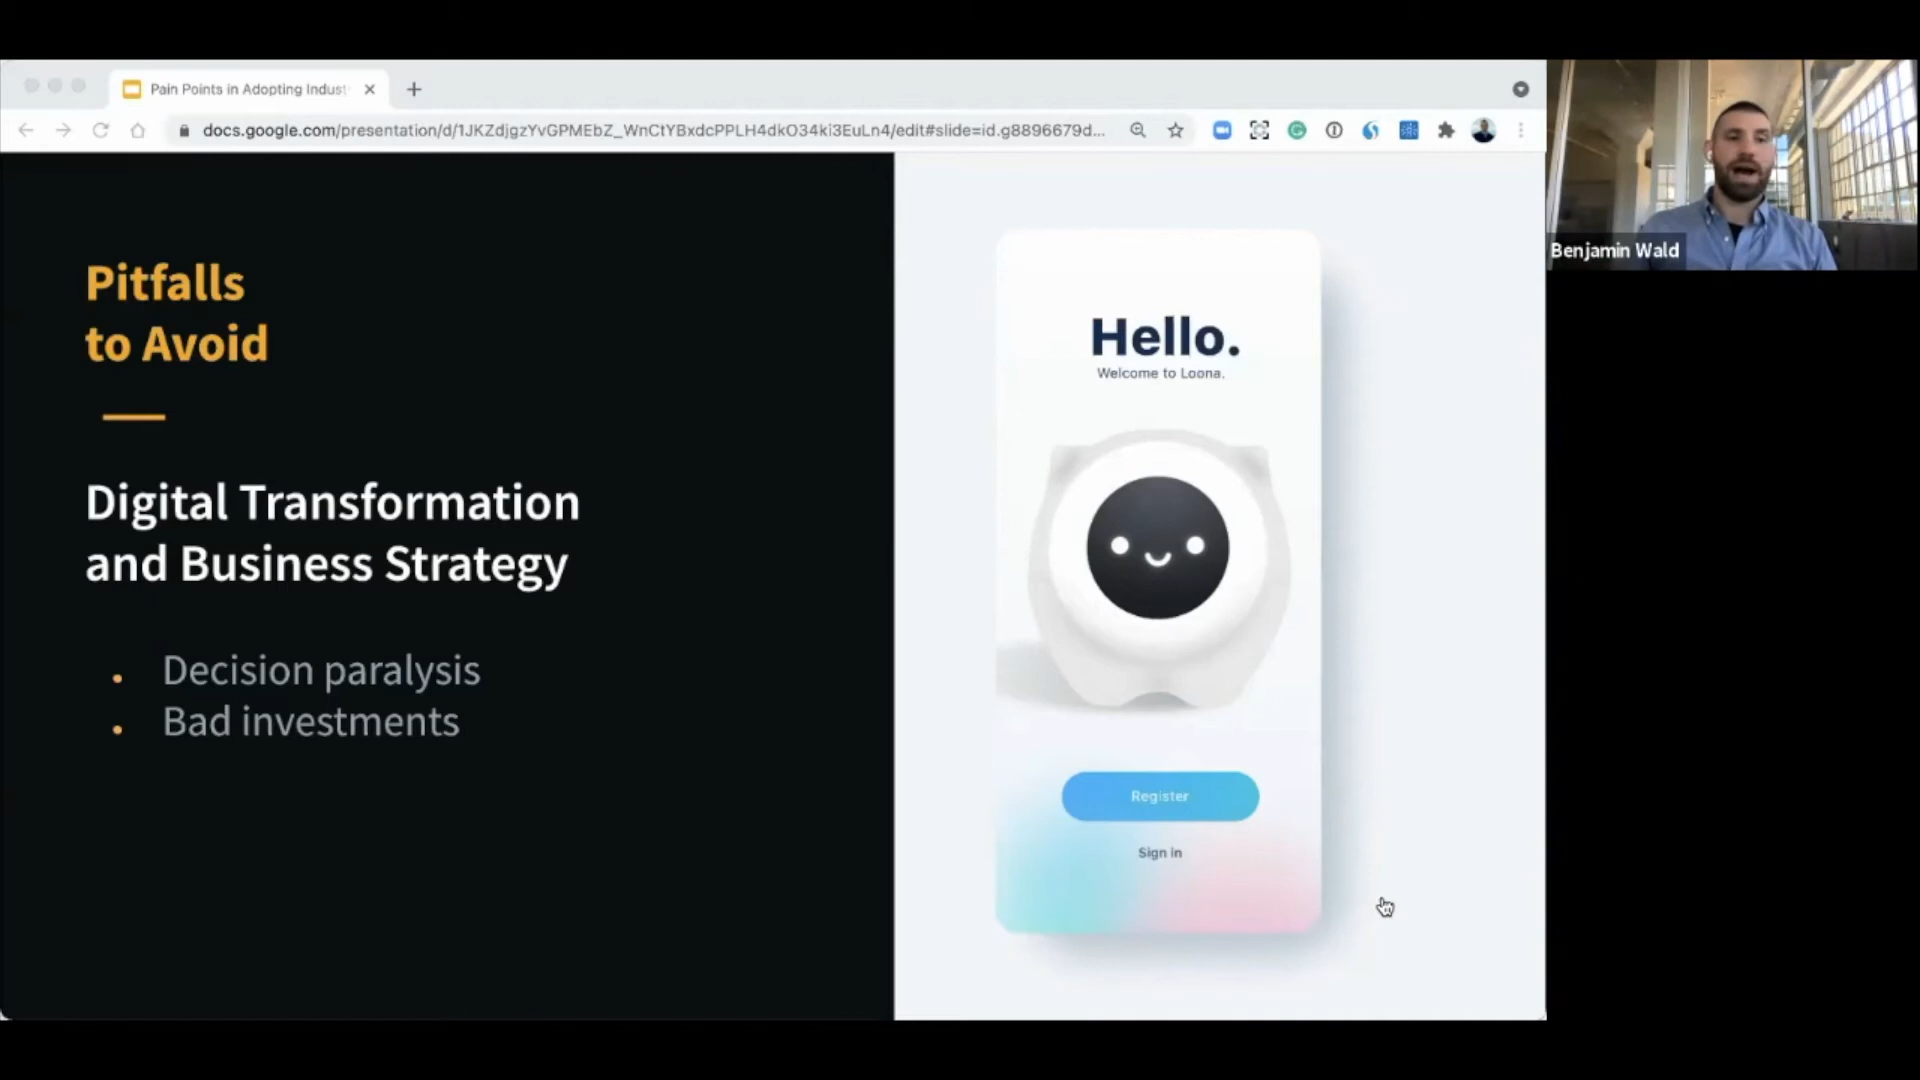 Pain Points in Adopting Indust
docs.google.com/presentation/d/1JKZdjgzYvGPMEbZ_WnCtYBxdcPPLH4dkO34ki3EuLn4/edit#slide=id.g8896679d...
Benjamin Wald
Pitfalls
to Avoid
Digital Transformation
and Business Strategy
Decision paralysis
Bad investments
Hello.
Welcome to Loona.
Register
Sign in